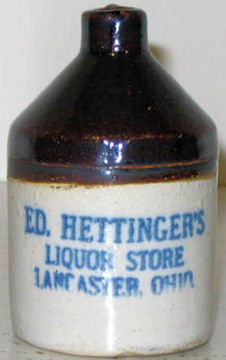 ED. HETTINGER'S
LIQUOR STORE
LANCASTER, OHIO.